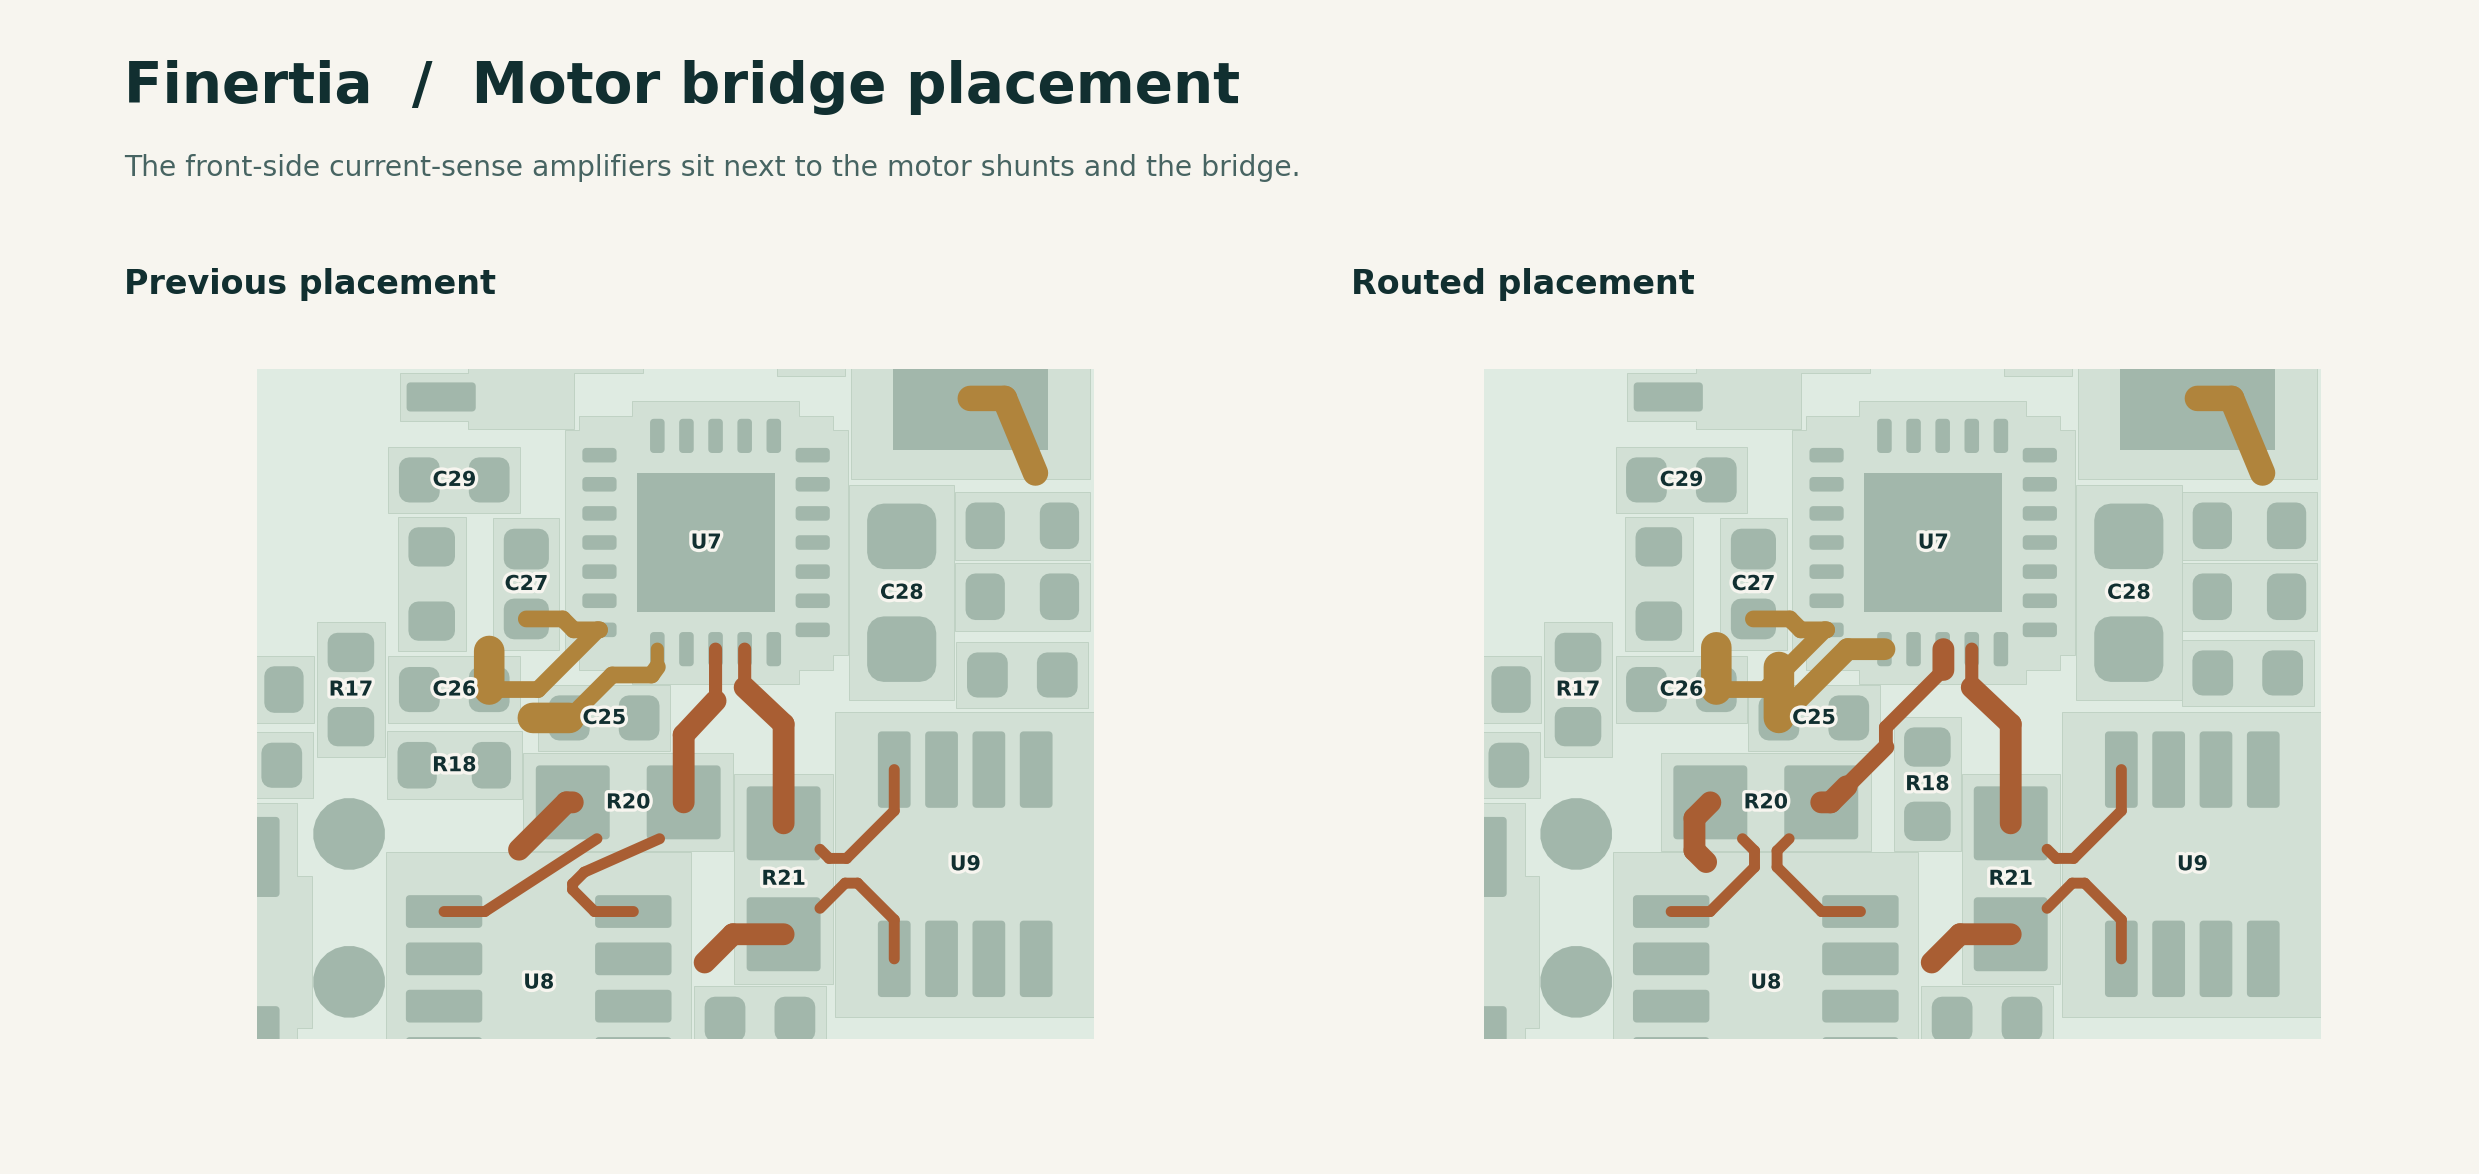 Finertia / Motor bridge placement
The front-side current-sense amplifiers sit next to the motor shunts and the bridge.
Previous placement
C29
U7
C27
C28
R17
C26
C25
R18
R20
R21
U9
U8
Routed placement
C29
U7
C27
C28
R17
C26
C25
R18
R20
R21
U9
U8